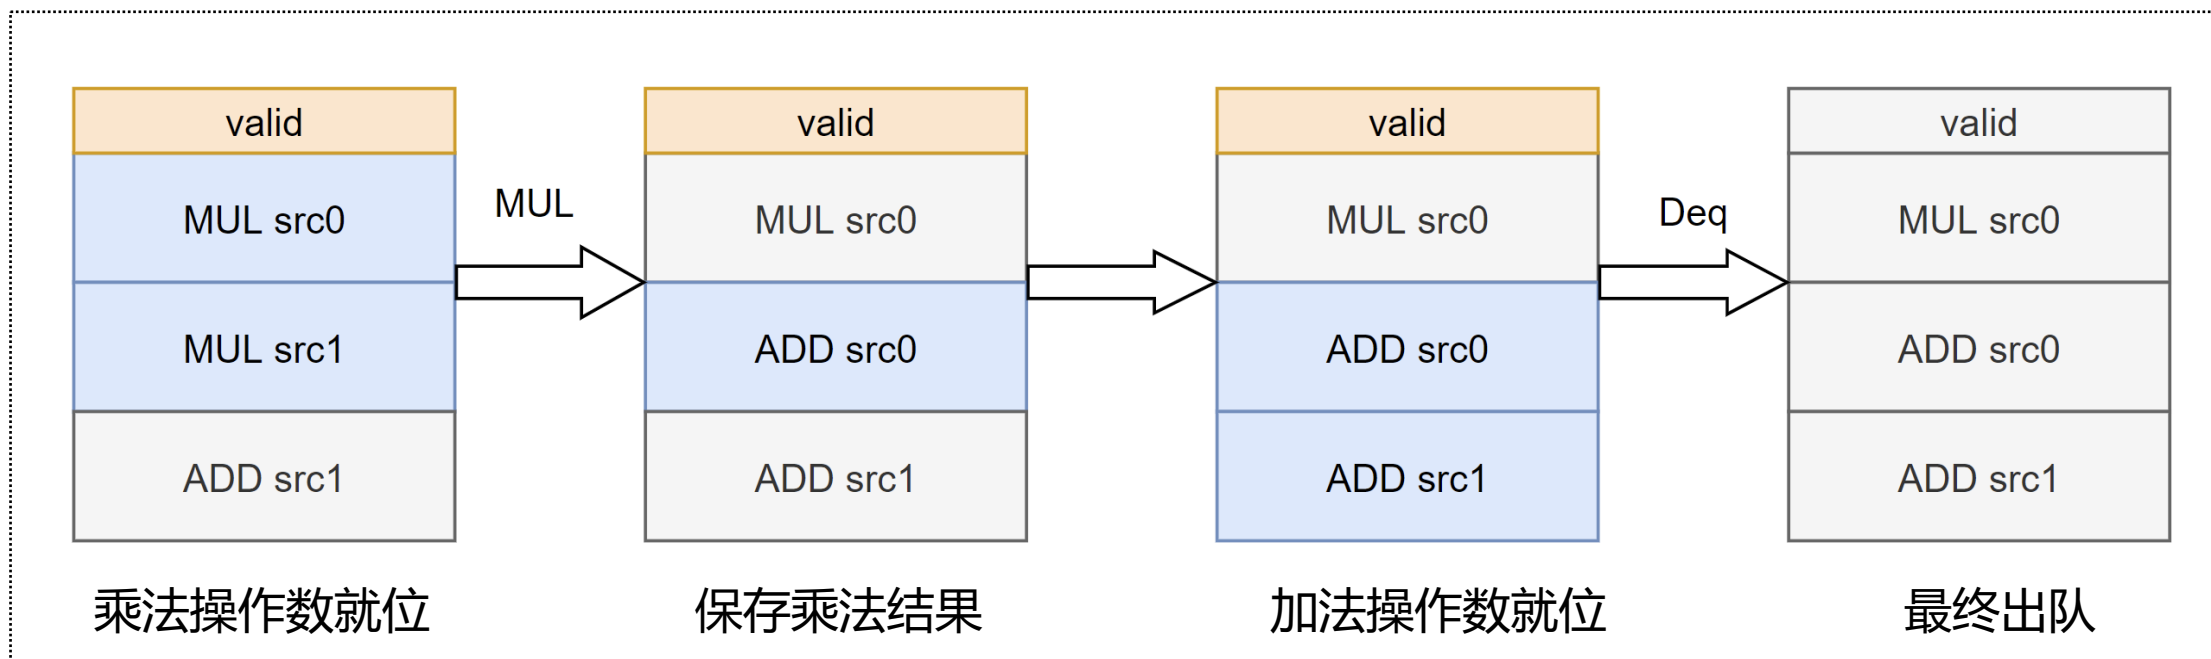 valid
MUL src0
MUL src1
ADD src1
乘法操作数就位
MUL
valid
MUL src0
ADD src0
ADD src1
保存乘法结果
valid
MUL src0
ADD src0
ADD src1
加法操作数就位
Deq
valid
MUL src0
ADD src0
ADD src1
最终出队